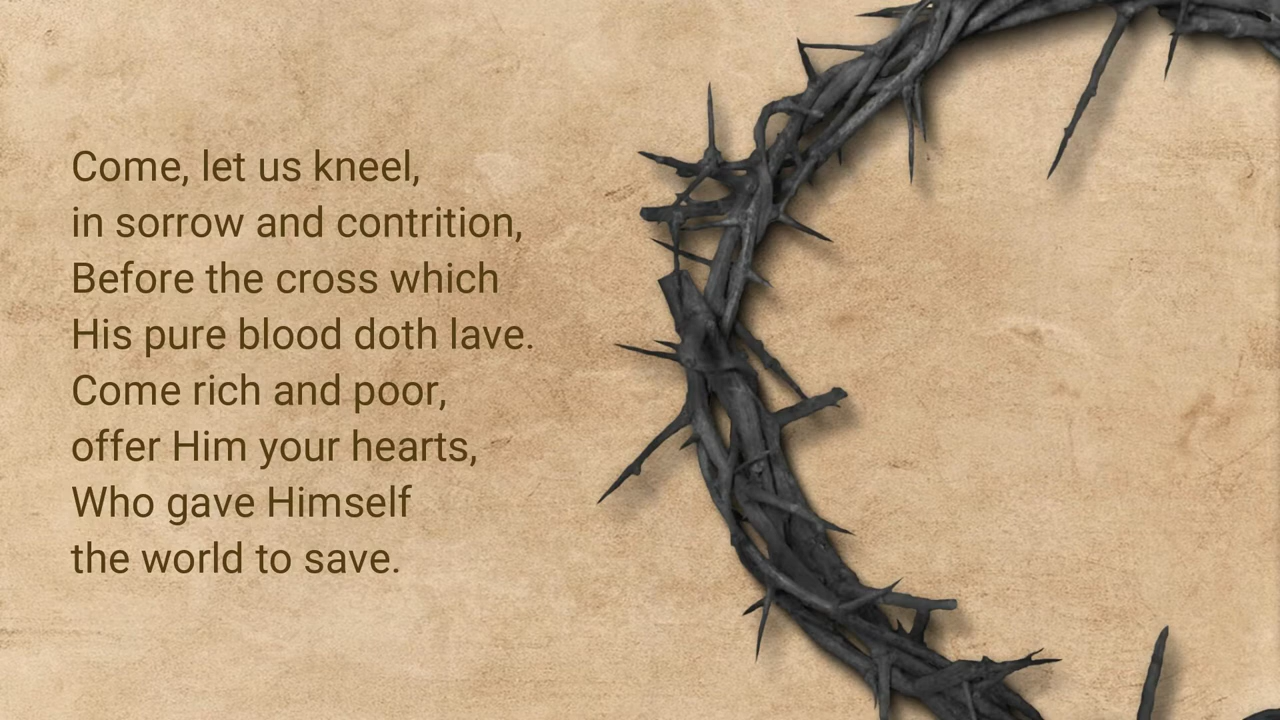 Come, let us kneel,
in sorrow and contrition,
Before the cross which
His pure blood doth lave.
Come rich and poor,
offer Him your hearts,
Who gave Himself
the world to save.